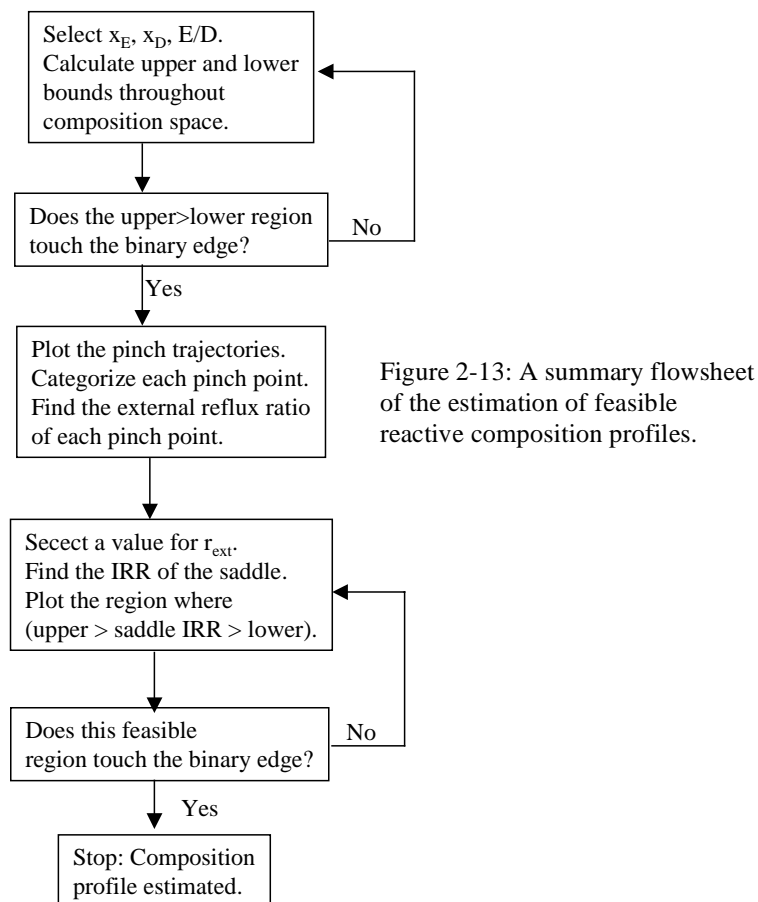 Select x_E, x_D, E/D.
Calculate upper and lower
bounds throughout
composition space.
Does the upper>lower region
touch the binary edge?
No
Yes
Plot the pinch trajectories.
Categorize each pinch point.
Find the external reflux ratio
of each pinch point.
Figure 2-13: A summary flowsheet
of the estimation of feasible
reactive composition profiles.
Secect a value for r_ext.
Find the IRR of the saddle.
Plot the region where
(upper > saddle IRR > lower).
Does this feasible
region touch the binary edge?
No
Yes
Stop: Composition
profile estimated.